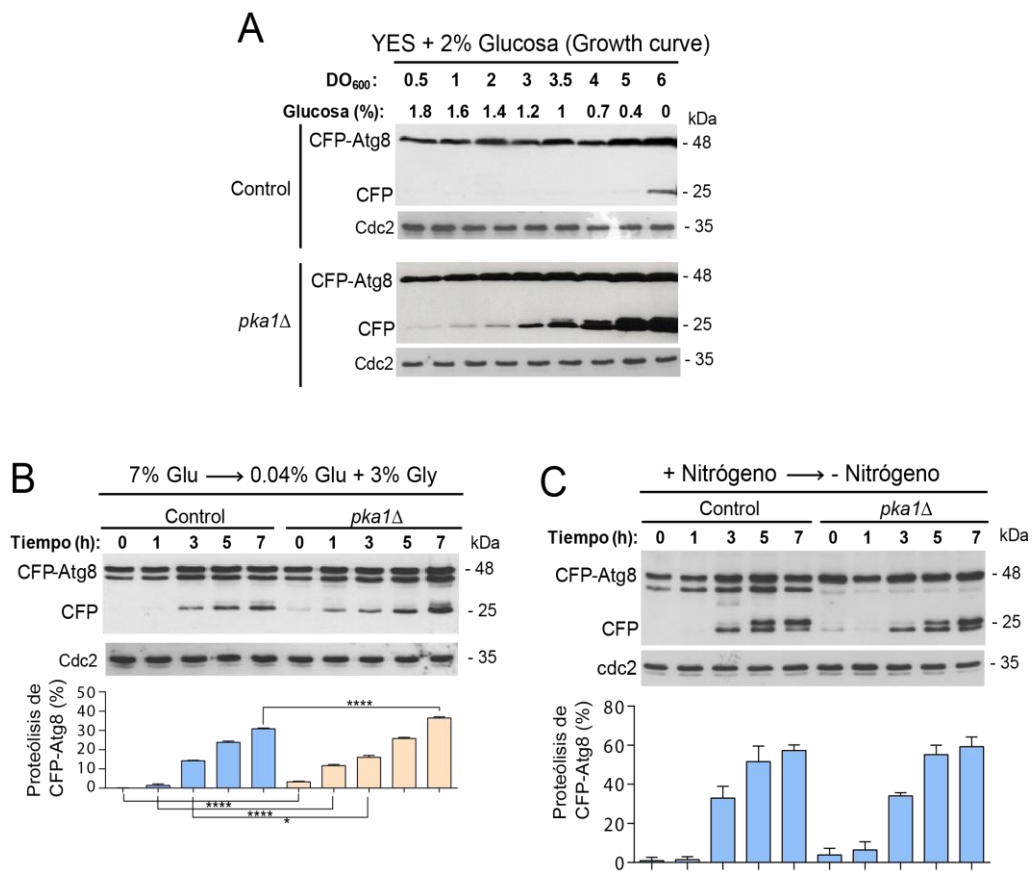 A
YES + 2% Glucosa (Growth curve)
DO600: 0.5 1 2 3 3.5 4 5 6
Glucosa (%): 1.8 1.6 1.4 1.2 1 0.7 0.4 0
kDa
Control
CFP-Atg8 - 48
CFP - 25
Cdc2 - 35
pka1Δ
CFP-Atg8 - 48
CFP - 25
Cdc2 - 35
B
7% Glu ⟶ 0.04% Glu + 3% Gly
Control pka1Δ
Tiempo (h): 0 1 3 5 7 0 1 3 5 7 kDa
CFP-Atg8 - 48
CFP - 25
Cdc2 - 35
Proteólisis de
CFP-Atg8 (%)
50
40
30
20
10
0
****
****
****
*
C
+ Nitrógeno ⟶ - Nitrógeno
Control pka1Δ
Tiempo (h): 0 1 3 5 7 0 1 3 5 7 kDa
CFP-Atg8 - 48
CFP - 25
cdc2 - 35
Proteólisis de
CFP-Atg8 (%)
80
60
40
20
0